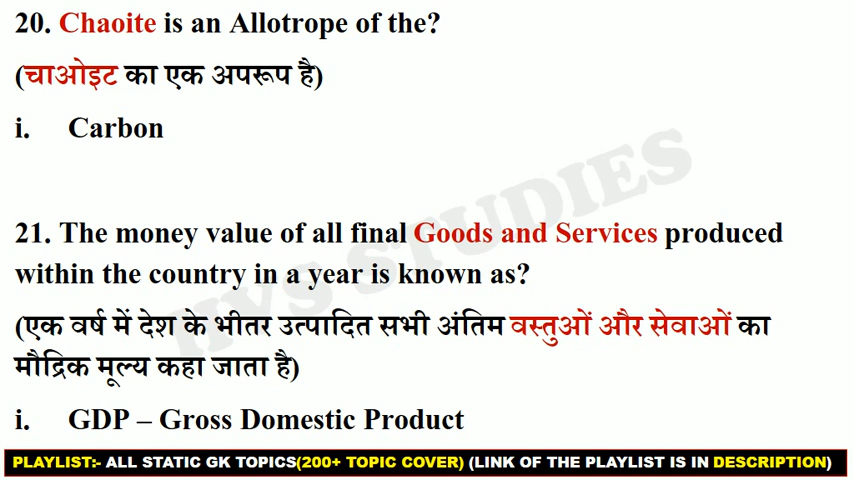 20. Chaoite is an Allotrope of the?
(चाओइट का एक अपरूप है)
i. Carbon
HVS STUDIES
21. The money value of all final Goods and Services produced
within the country in a year is known as?
(एक वर्ष में देश के भीतर उत्पादित सभी अंतिम वस्तुओं और सेवाओं का
मौद्रिक मूल्य कहा जाता है)
i. GDP – Gross Domestic Product
PLAYLIST:- ALL STATIC GK TOPICS(200+ TOPIC COVER) (LINK OF THE PLAYLIST IS IN DESCRIPTION)